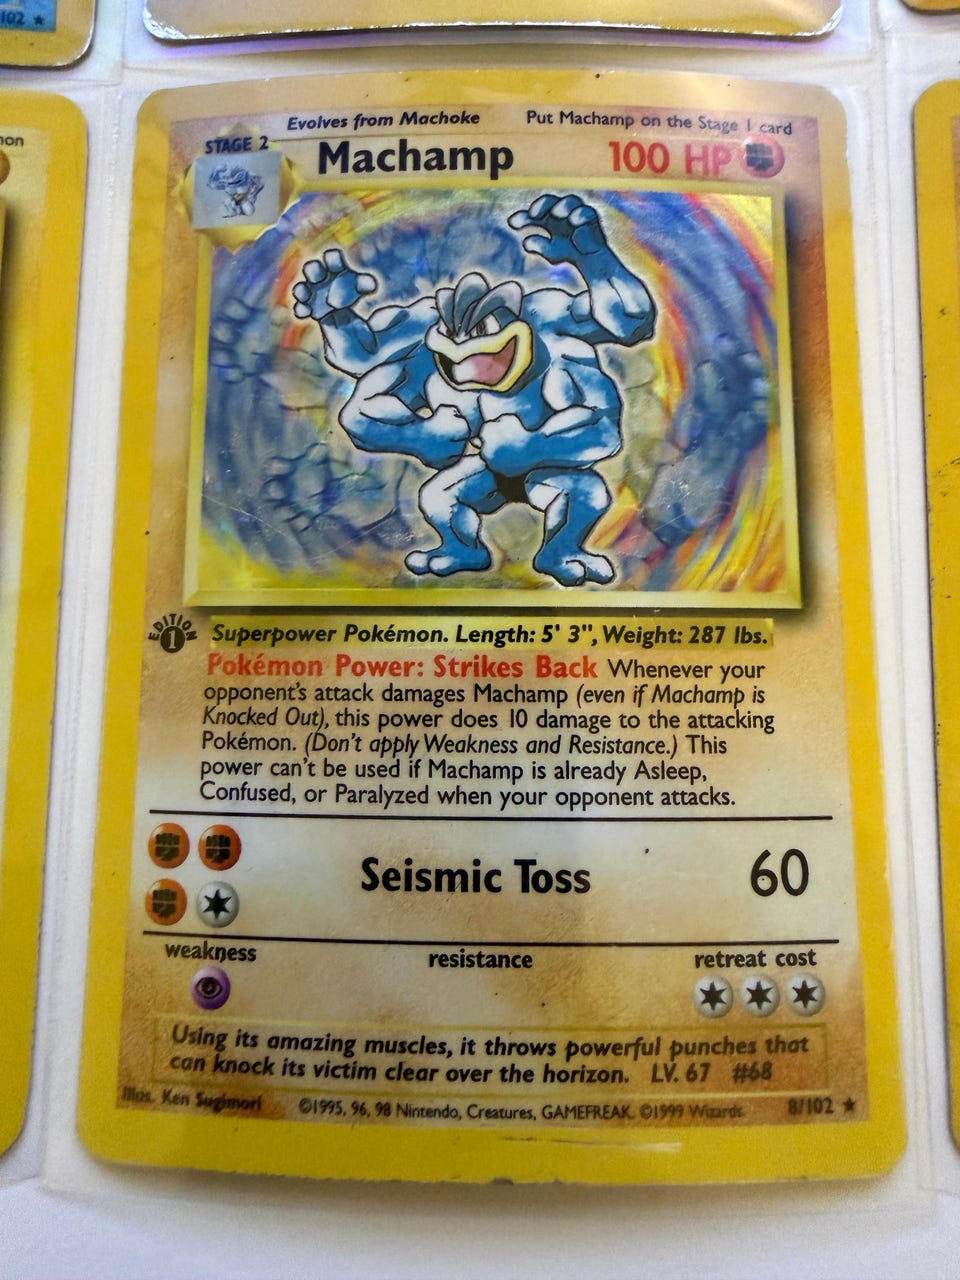 102 ★
Evolves from Machoke
Put Machamp on the Stage 1 card
STAGE 2
Machamp
100 HP
EDITION
1
Superpower Pokémon. Length: 5' 3", Weight: 287 lbs.
Pokémon Power: Strikes Back Whenever your
opponent's attack damages Machamp (even if Machamp is
Knocked Out), this power does 10 damage to the attacking
Pokémon. (Don't apply Weakness and Resistance.) This
power can't be used if Machamp is already Asleep,
Confused, or Paralyzed when your opponent attacks.
Seismic Toss
60
weakness
resistance
retreat cost
Using its amazing muscles, it throws powerful punches that
can knock its victim clear over the horizon. LV. 67 #68
Illus. Ken Sugimori
©1995, 96, 98 Nintendo, Creatures, GAMEFREAK. ©1999 Wizards.
8/102 ★